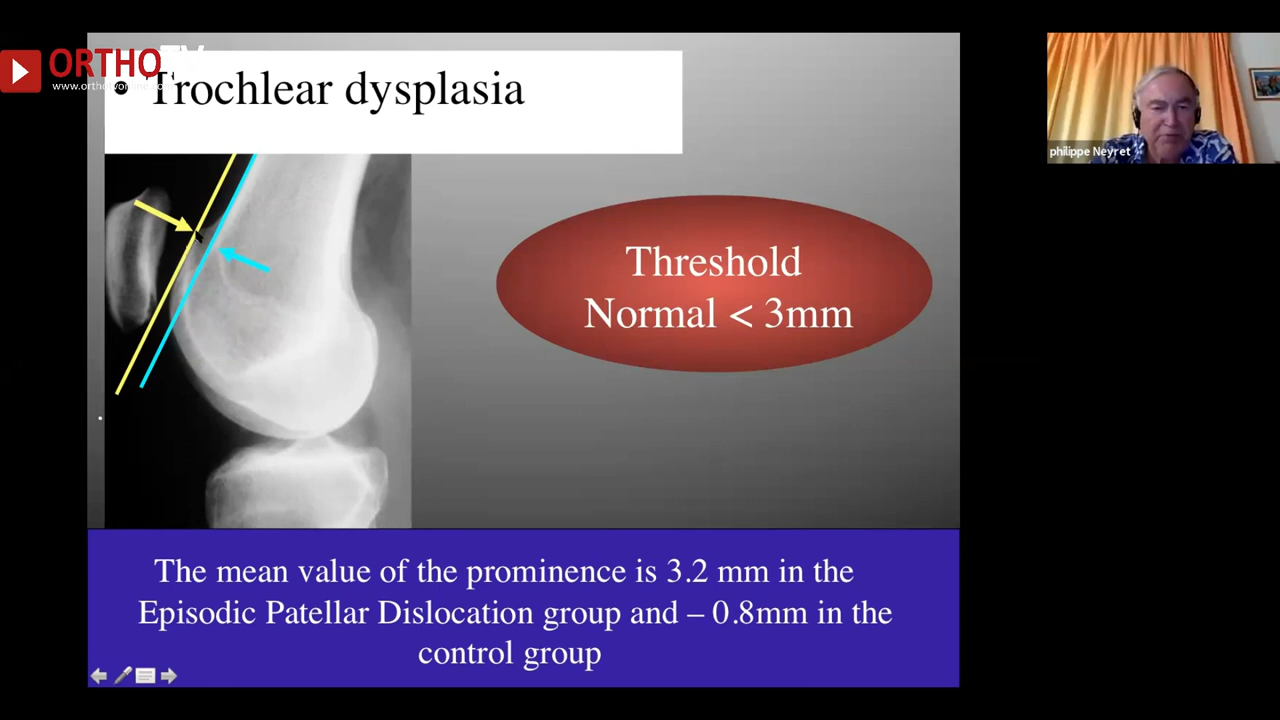 ORTHOTV
• Trochlear dysplasia
philippe Neyret
Threshold
Normal < 3mm
The mean value of the prominence is 3.2 mm in the
Episodic Patellar Dislocation group and – 0.8mm in the
control group